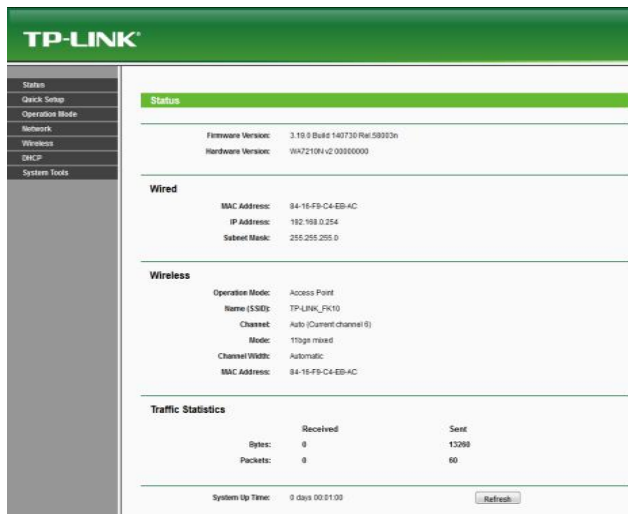 TP-LINK®
Status
Quick Setup
Operation Mode
Network
Wireless
DHCP
System Tools
Status
Firmware Version: 3.19.0 Build 140730 Rel.58003n
Hardware Version: WA7210N v2 00000000
Wired
MAC Address: 84-16-F9-C4-EB-AC
IP Address: 192.168.0.254
Subnet Mask: 255.255.255.0
Wireless
Operation Mode: Access Point
Name (SSID): TP-LINK_FK10
Channel: Auto (Current channel 6)
Mode: 11bgn mixed
Channel Width: Automatic
MAC Address: 84-16-F9-C4-EB-AC
Traffic Statistics
Received Sent
Bytes: 0 13260
Packets: 0 60
System Up Time: 0 days 00:01:00 Refresh